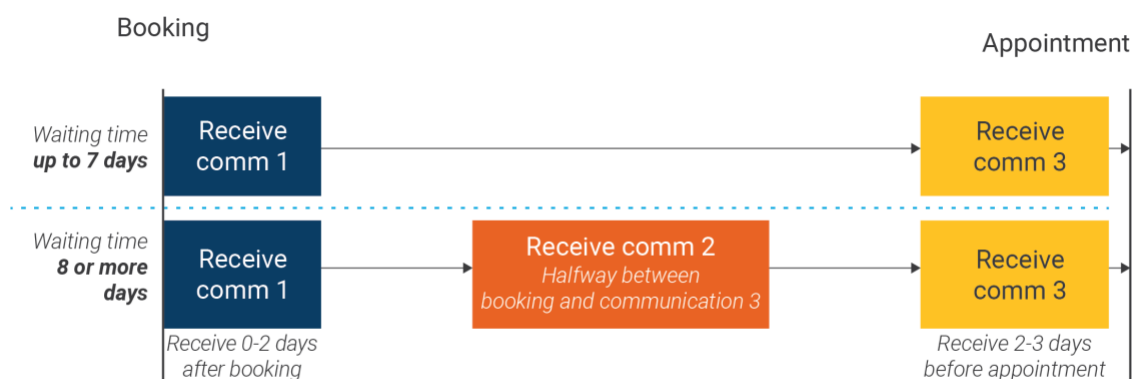 Booking
Appointment
Waiting time
up to 7 days
Receive
comm 1
Receive
comm 3
Waiting time
8 or more
days
Receive
comm 1
Receive comm 2
Halfway between
booking and communication 3
Receive
comm 3
Receive 0-2 days
after booking
Receive 2-3 days
before appointment